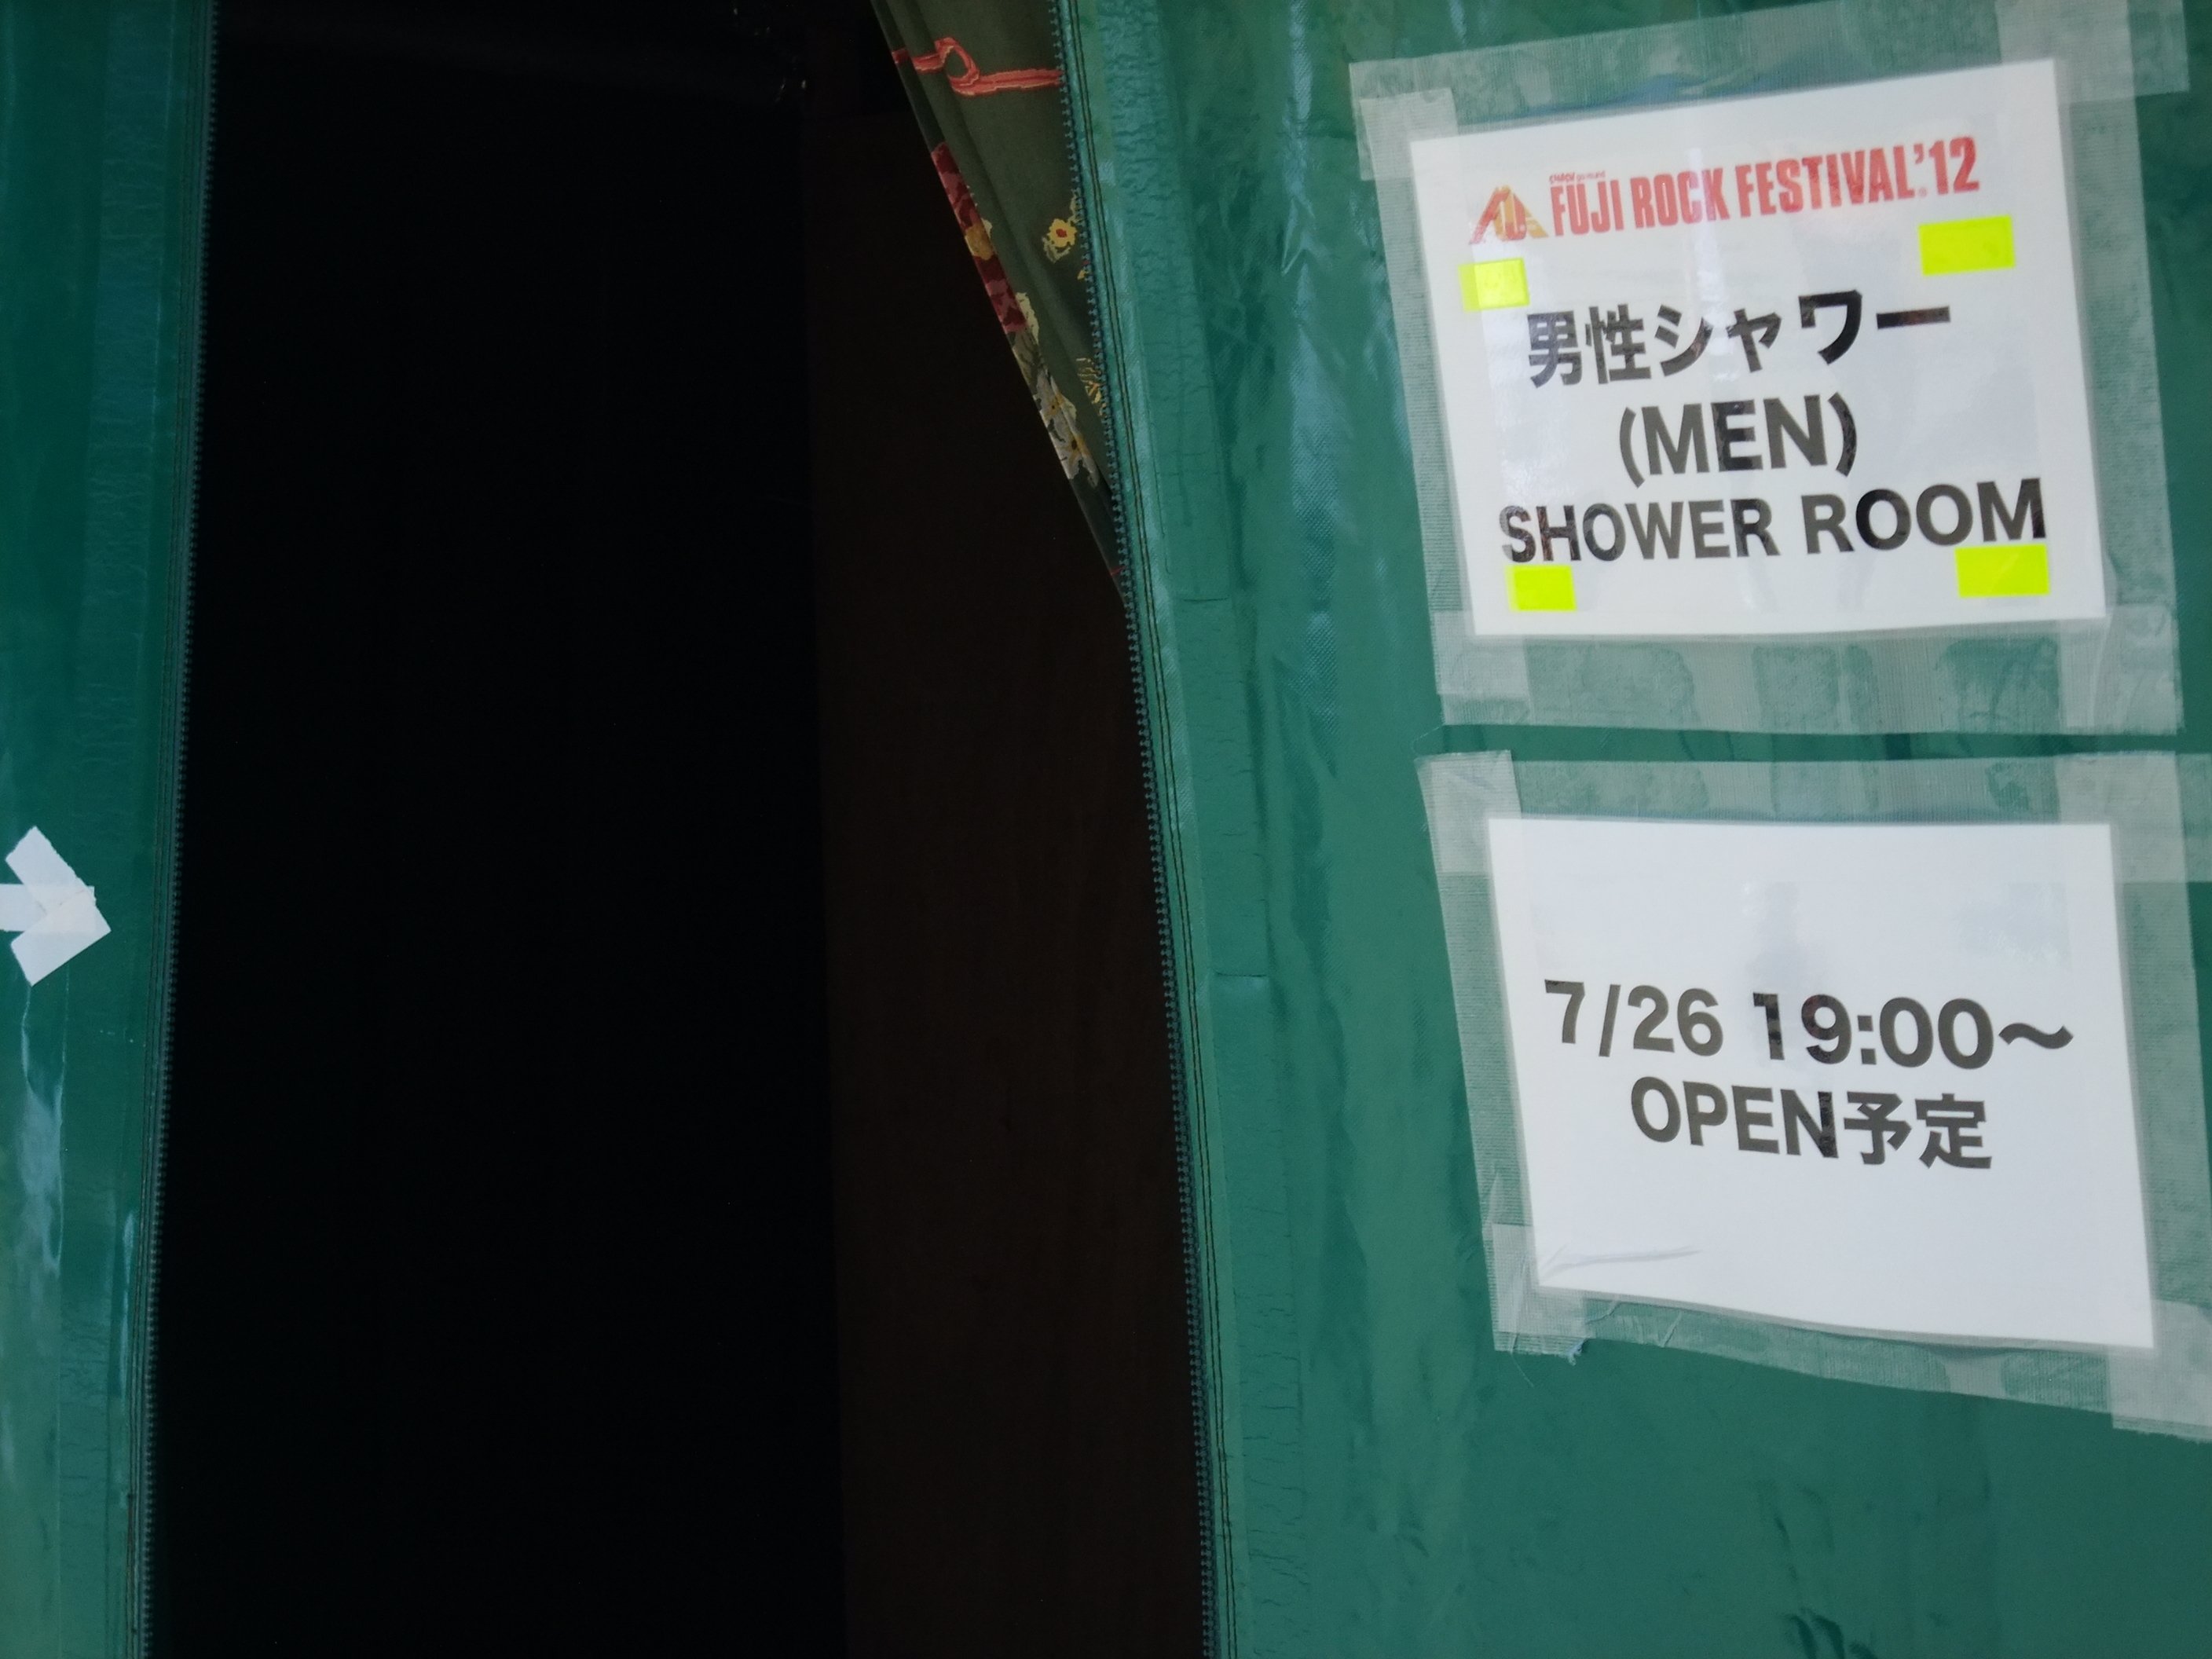 FUJI ROCK FESTIVAL.'12
男性シャワー
(MEN)
SHOWER ROOM
7/26 19:00〜
OPEN予定